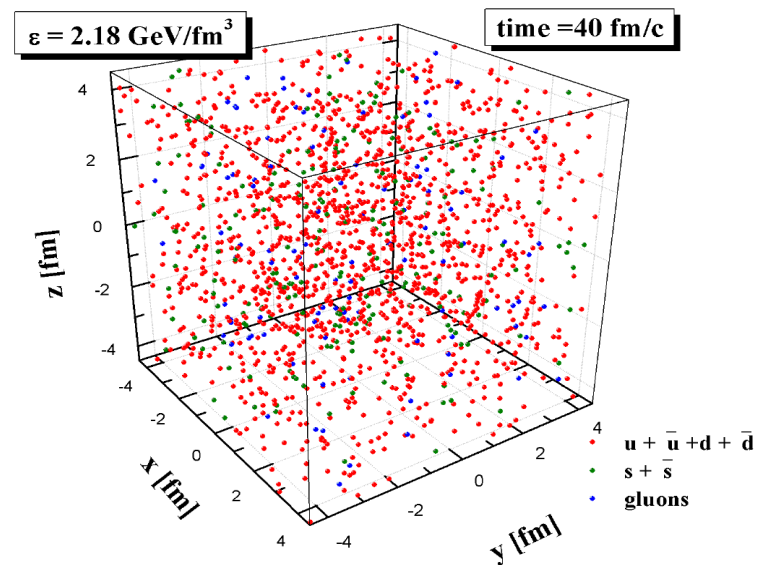 ε = 2.18 GeV/fm³
time =40 fm/c
4
2
0
-2
-4
z [fm]
-4
-2
0
2
4
x [fm]
-4
-2
0
2
4
y [fm]
u + ū +d + d̄
s + s̄
gluons